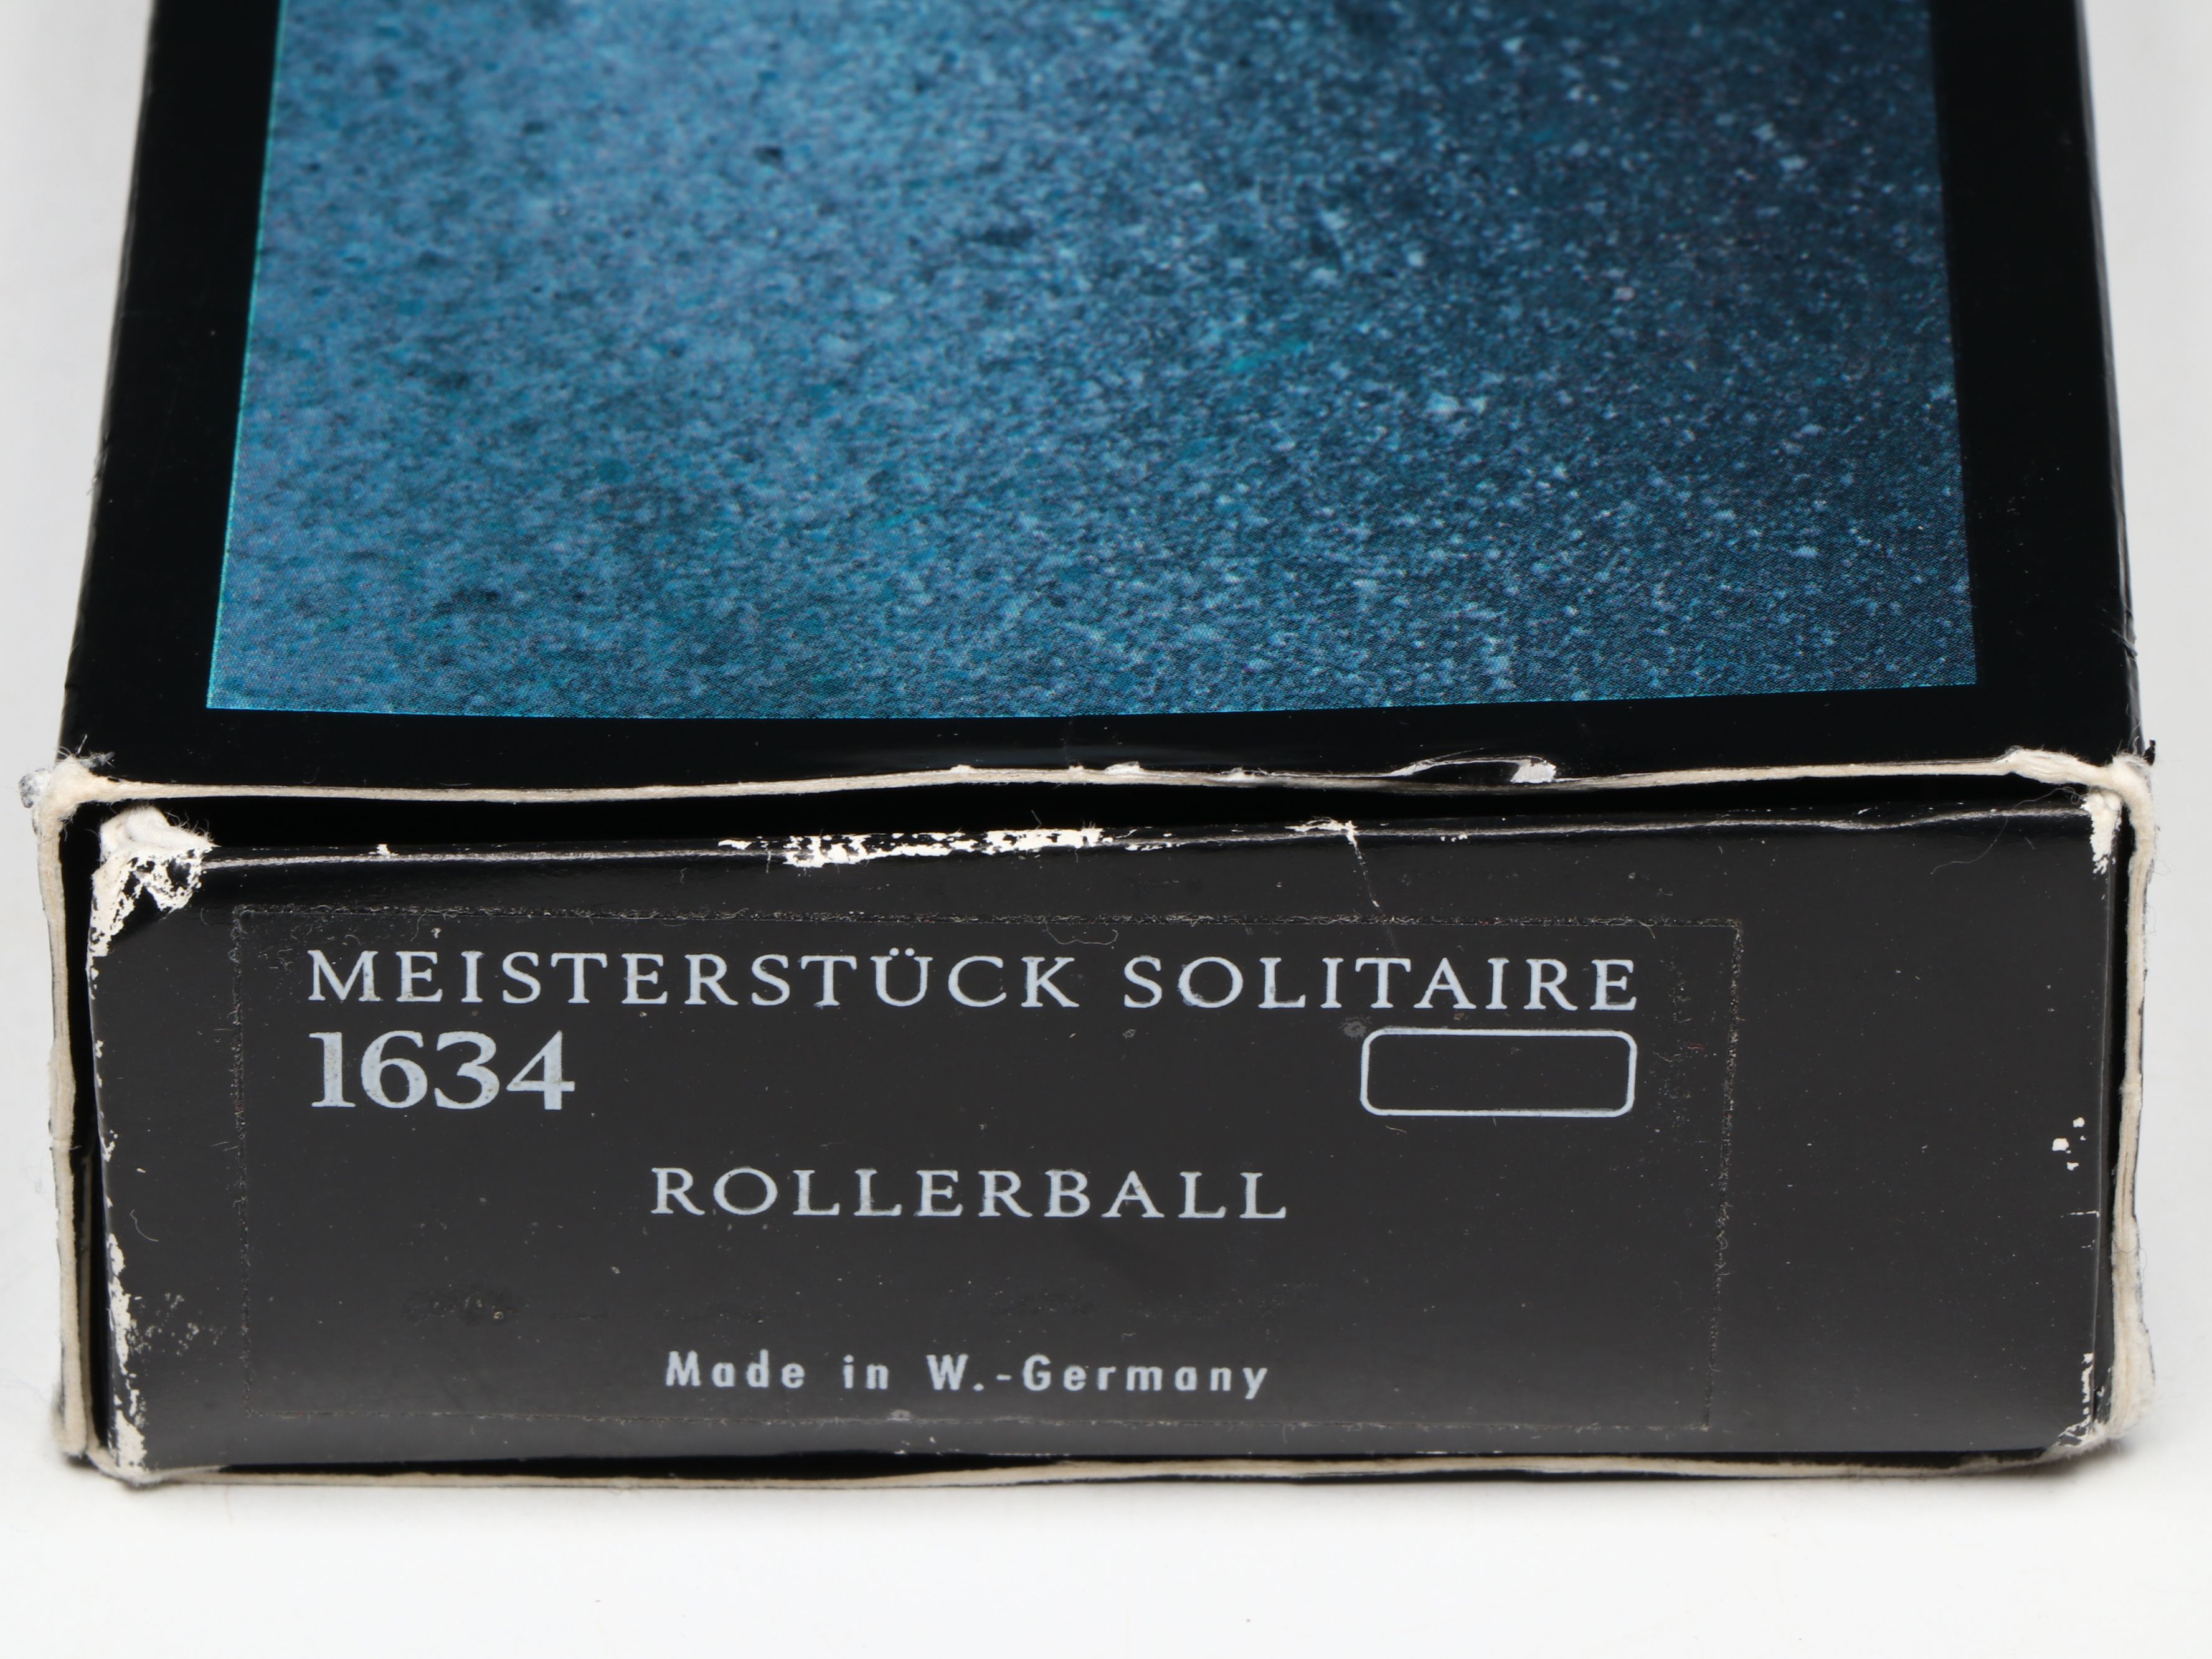 MEISTERSTÜCK SOLITAIRE
1634
ROLLERBALL
Made in W.-Germany